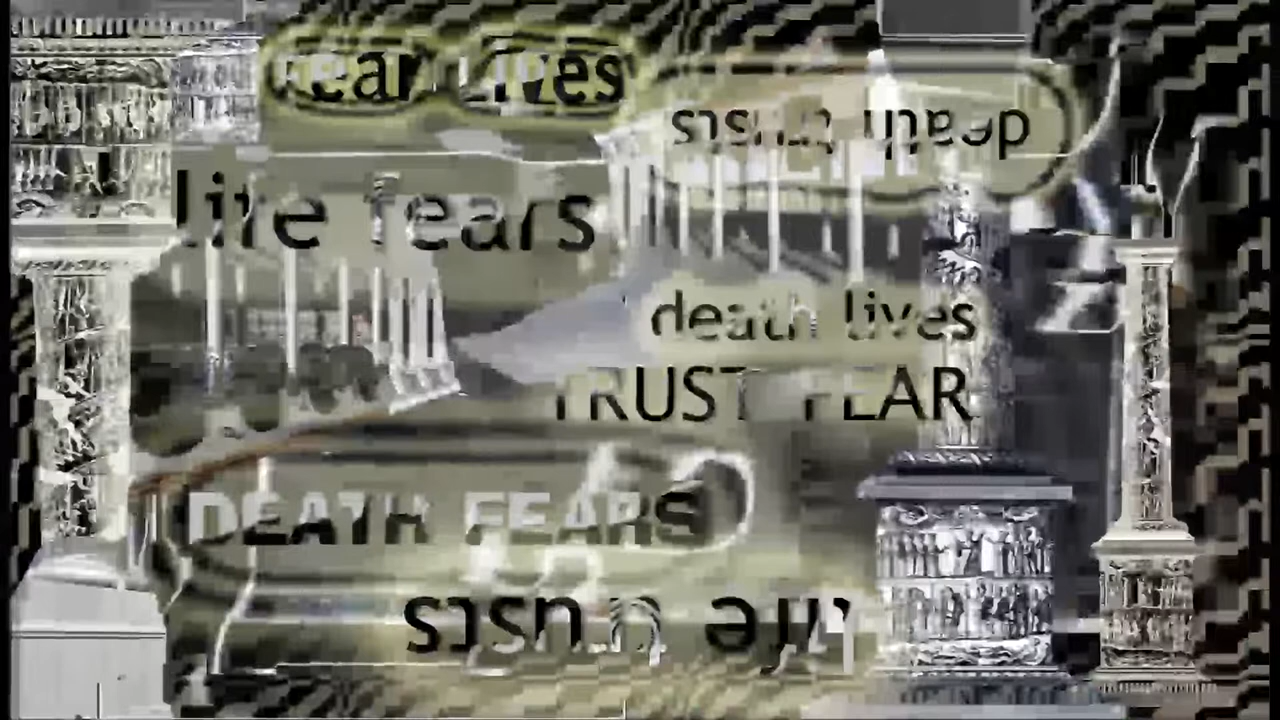 fear Lives
death trusts
life fears
death lives
TRUST FEAR
DEATH FEARS
life trusts